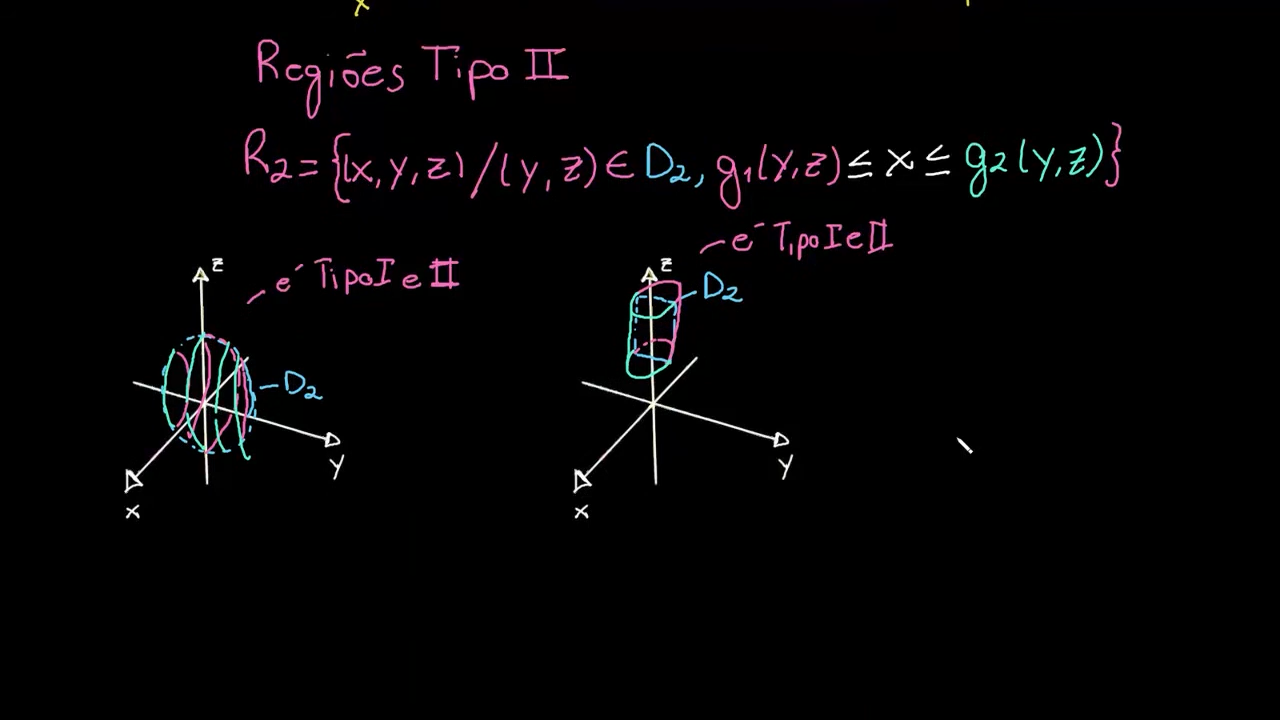 x
Regiões Tipo II
R2={(x,y,z)/(y,z)∈D2, g1(y,z)≤x≤g2(y,z)}
é Tipo I e II
é Tipo I e II
z
D2
y
x
z
D2
y
x